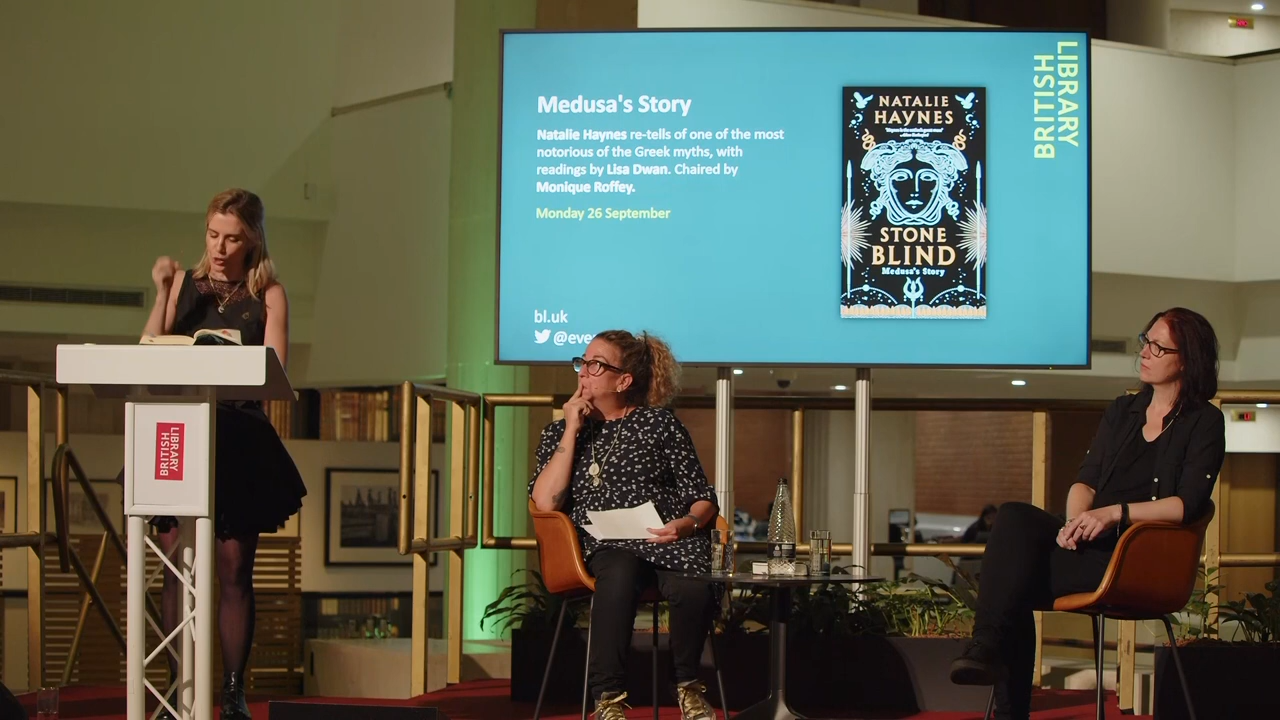 Medusa's Story
Natalie Haynes re-tells of one of the most
notorious of the Greek myths, with
readings by Lisa Dwan. Chaired by
Monique Roffey.
Monday 26 September
bl.uk
@eve
NATALIE
HAYNES
STONE
BLIND
Medusa's Story
LIBRARY
BRITISH
LIBRARY
BRITISH